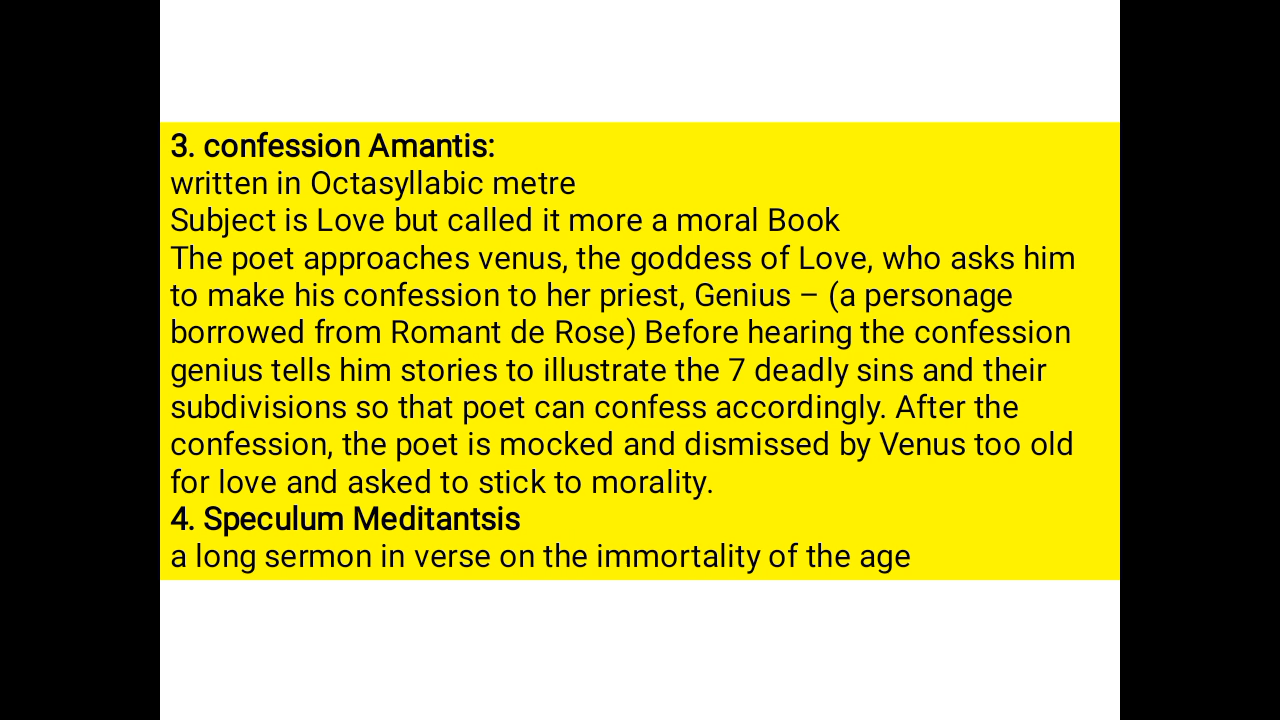 3. confession Amantis:
written in Octasyllabic metre
Subject is Love but called it more a moral Book
The poet approaches venus, the goddess of Love, who asks him
to make his confession to her priest, Genius – (a personage
borrowed from Romant de Rose) Before hearing the confession
genius tells him stories to illustrate the 7 deadly sins and their
subdivisions so that poet can confess accordingly. After the
confession, the poet is mocked and dismissed by Venus too old
for love and asked to stick to morality.
4. Speculum Meditantsis
a long sermon in verse on the immortality of the age